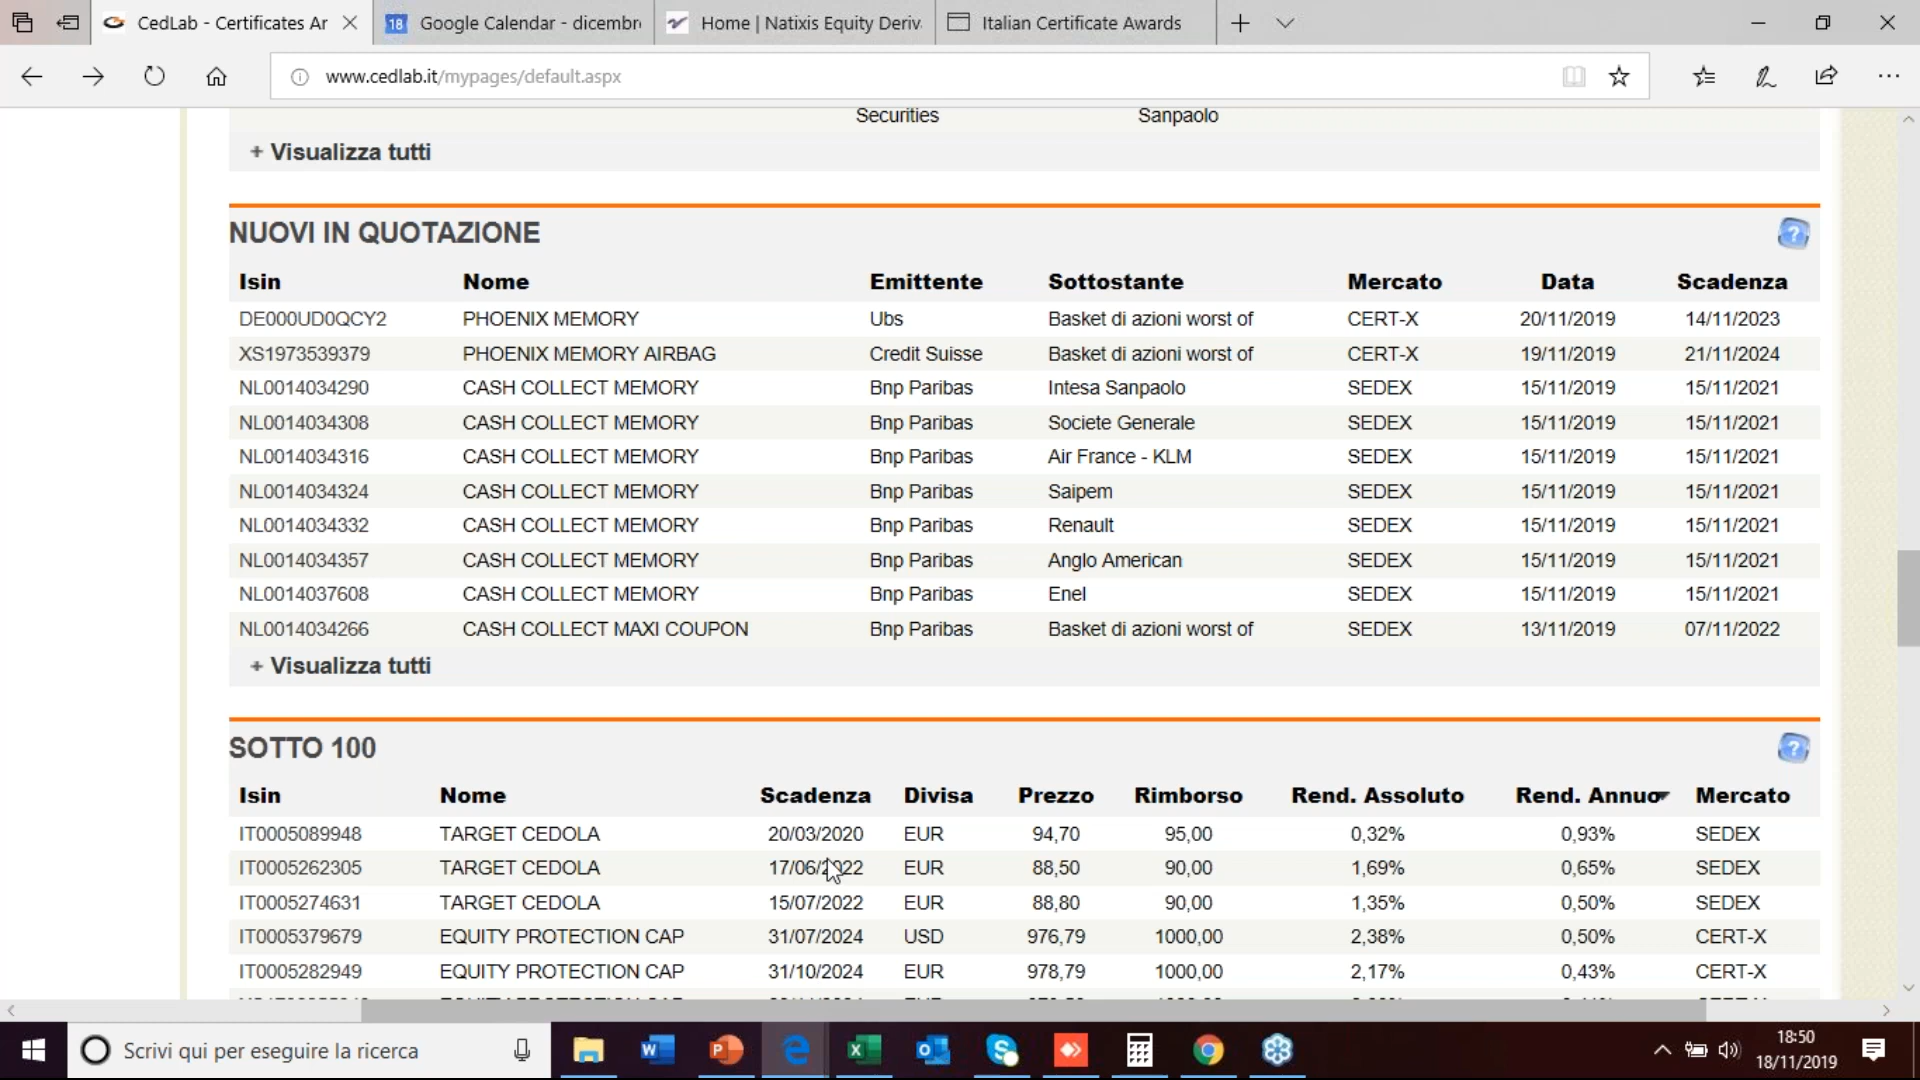 CedLab - Certificates Ar
18 Google Calendar - dicembre
Home | Natixis Equity Deriv
Italian Certificate Awards
www.cedlab.it/mypages/default.aspx
Securities Sanpaolo
+ Visualizza tutti
NUOVI IN QUOTAZIONE ?
Isin Nome Emittente Sottostante Mercato Data Scadenza
DE000UD0QCY2 PHOENIX MEMORY Ubs Basket di azioni worst of CERT-X 20/11/2019 14/11/2023
XS1973539379 PHOENIX MEMORY AIRBAG Credit Suisse Basket di azioni worst of CERT-X 19/11/2019 21/11/2024
NL0014034290 CASH COLLECT MEMORY Bnp Paribas Intesa Sanpaolo SEDEX 15/11/2019 15/11/2021
NL0014034308 CASH COLLECT MEMORY Bnp Paribas Societe Generale SEDEX 15/11/2019 15/11/2021
NL0014034316 CASH COLLECT MEMORY Bnp Paribas Air France - KLM SEDEX 15/11/2019 15/11/2021
NL0014034324 CASH COLLECT MEMORY Bnp Paribas Saipem SEDEX 15/11/2019 15/11/2021
NL0014034332 CASH COLLECT MEMORY Bnp Paribas Renault SEDEX 15/11/2019 15/11/2021
NL0014034357 CASH COLLECT MEMORY Bnp Paribas Anglo American SEDEX 15/11/2019 15/11/2021
NL0014037608 CASH COLLECT MEMORY Bnp Paribas Enel SEDEX 15/11/2019 15/11/2021
NL0014034266 CASH COLLECT MAXI COUPON Bnp Paribas Basket di azioni worst of SEDEX 13/11/2019 07/11/2022
+ Visualizza tutti
SOTTO 100 ?
Isin Nome Scadenza Divisa Prezzo Rimborso Rend. Assoluto Rend. Annuo Mercato
IT0005089948 TARGET CEDOLA 20/03/2020 EUR 94,70 95,00 0,32% 0,93% SEDEX
IT0005262305 TARGET CEDOLA 17/06/2022 EUR 88,50 90,00 1,69% 0,65% SEDEX
IT0005274631 TARGET CEDOLA 15/07/2022 EUR 88,80 90,00 1,35% 0,50% SEDEX
IT0005379679 EQUITY PROTECTION CAP 31/07/2024 USD 976,79 1000,00 2,38% 0,50% CERT-X
IT0005282949 EQUITY PROTECTION CAP 31/10/2024 EUR 978,79 1000,00 2,17% 0,43% CERT-X
Scrivi qui per eseguire la ricerca
18:50
18/11/2019